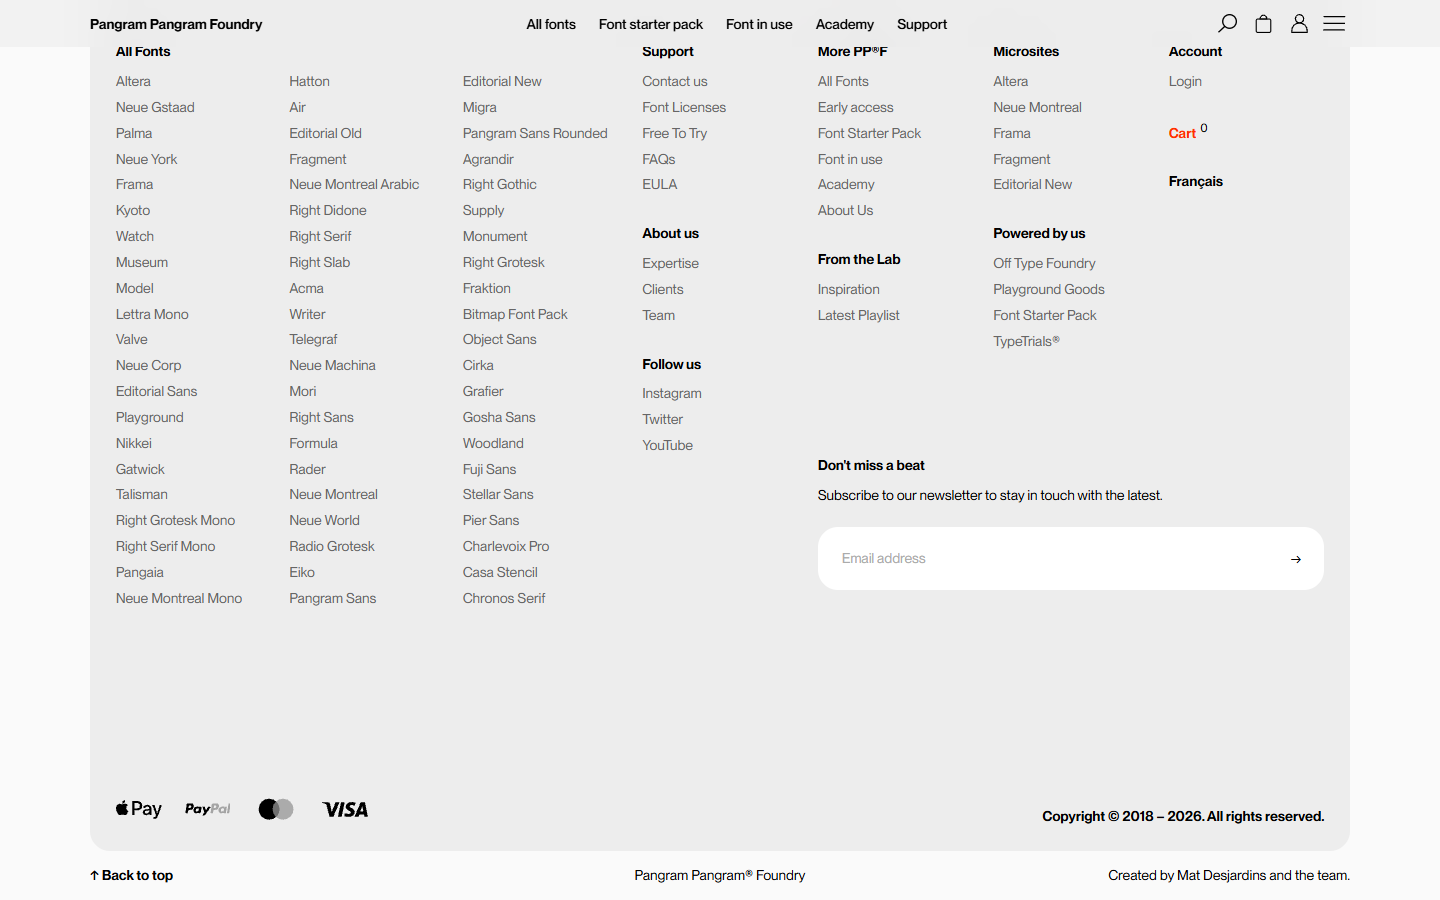 Pangram Pangram Foundry
All fonts
Font starter pack
Font in use
Academy
Support
All Fonts
Altera
Neue Gstaad
Palma
Neue York
Frama
Kyoto
Watch
Museum
Model
Lettra Mono
Valve
Neue Corp
Editorial Sans
Playground
Nikkei
Gatwick
Talisman
Right Grotesk Mono
Right Serif Mono
Pangaia
Neue Montreal Mono
Hatton
Air
Editorial Old
Fragment
Neue Montreal Arabic
Right Didone
Right Serif
Right Slab
Acma
Writer
Telegraf
Neue Machina
Mori
Right Sans
Formula
Rader
Neue Montreal
Neue World
Radio Grotesk
Eiko
Pangram Sans
Editorial New
Migra
Pangram Sans Rounded
Agrandir
Right Gothic
Supply
Monument
Right Grotesk
Fraktion
Bitmap Font Pack
Object Sans
Cirka
Grafier
Gosha Sans
Woodland
Fuji Sans
Stellar Sans
Pier Sans
Charlevoix Pro
Casa Stencil
Chronos Serif
Support
Contact us
Font Licenses
Free To Try
FAQs
EULA
About us
Expertise
Clients
Team
Follow us
Instagram
Twitter
YouTube
More PP®F
All Fonts
Early access
Font Starter Pack
Font in use
Academy
About Us
From the Lab
Inspiration
Latest Playlist
Microsites
Altera
Neue Montreal
Frama
Fragment
Editorial New
Powered by us
Off Type Foundry
Playground Goods
Font Starter Pack
TypeTrials®
Account
Login
Cart 0
Français
Don't miss a beat
Subscribe to our newsletter to stay in touch with the latest.
Email address →
Pay
PayPal
VISA
Copyright © 2018 – 2026. All rights reserved.
↑ Back to top
Pangram Pangram® Foundry
Created by Mat Desjardins and the team.